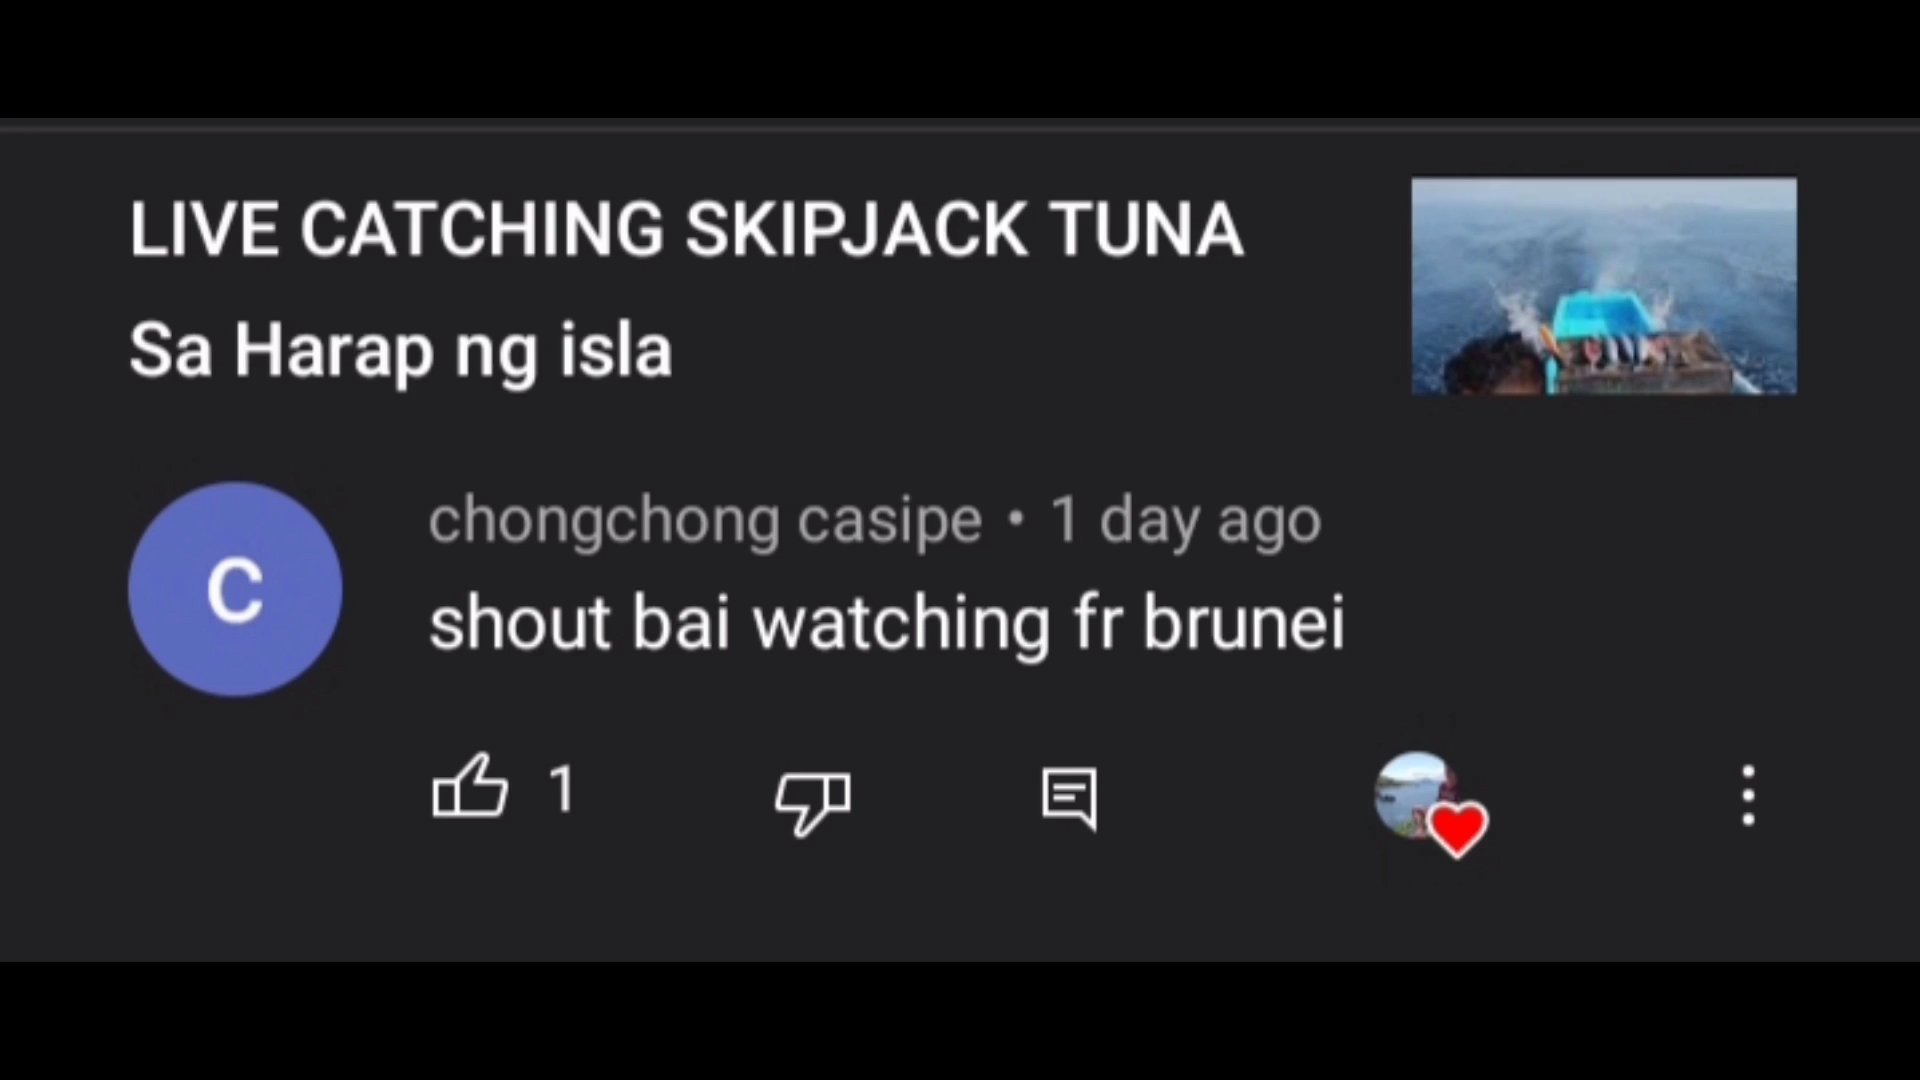 LIVE CATCHING SKIPJACK TUNA
Sa Harap ng isla
C
chongchong casipe • 1 day ago
shout bai watching fr brunei
1